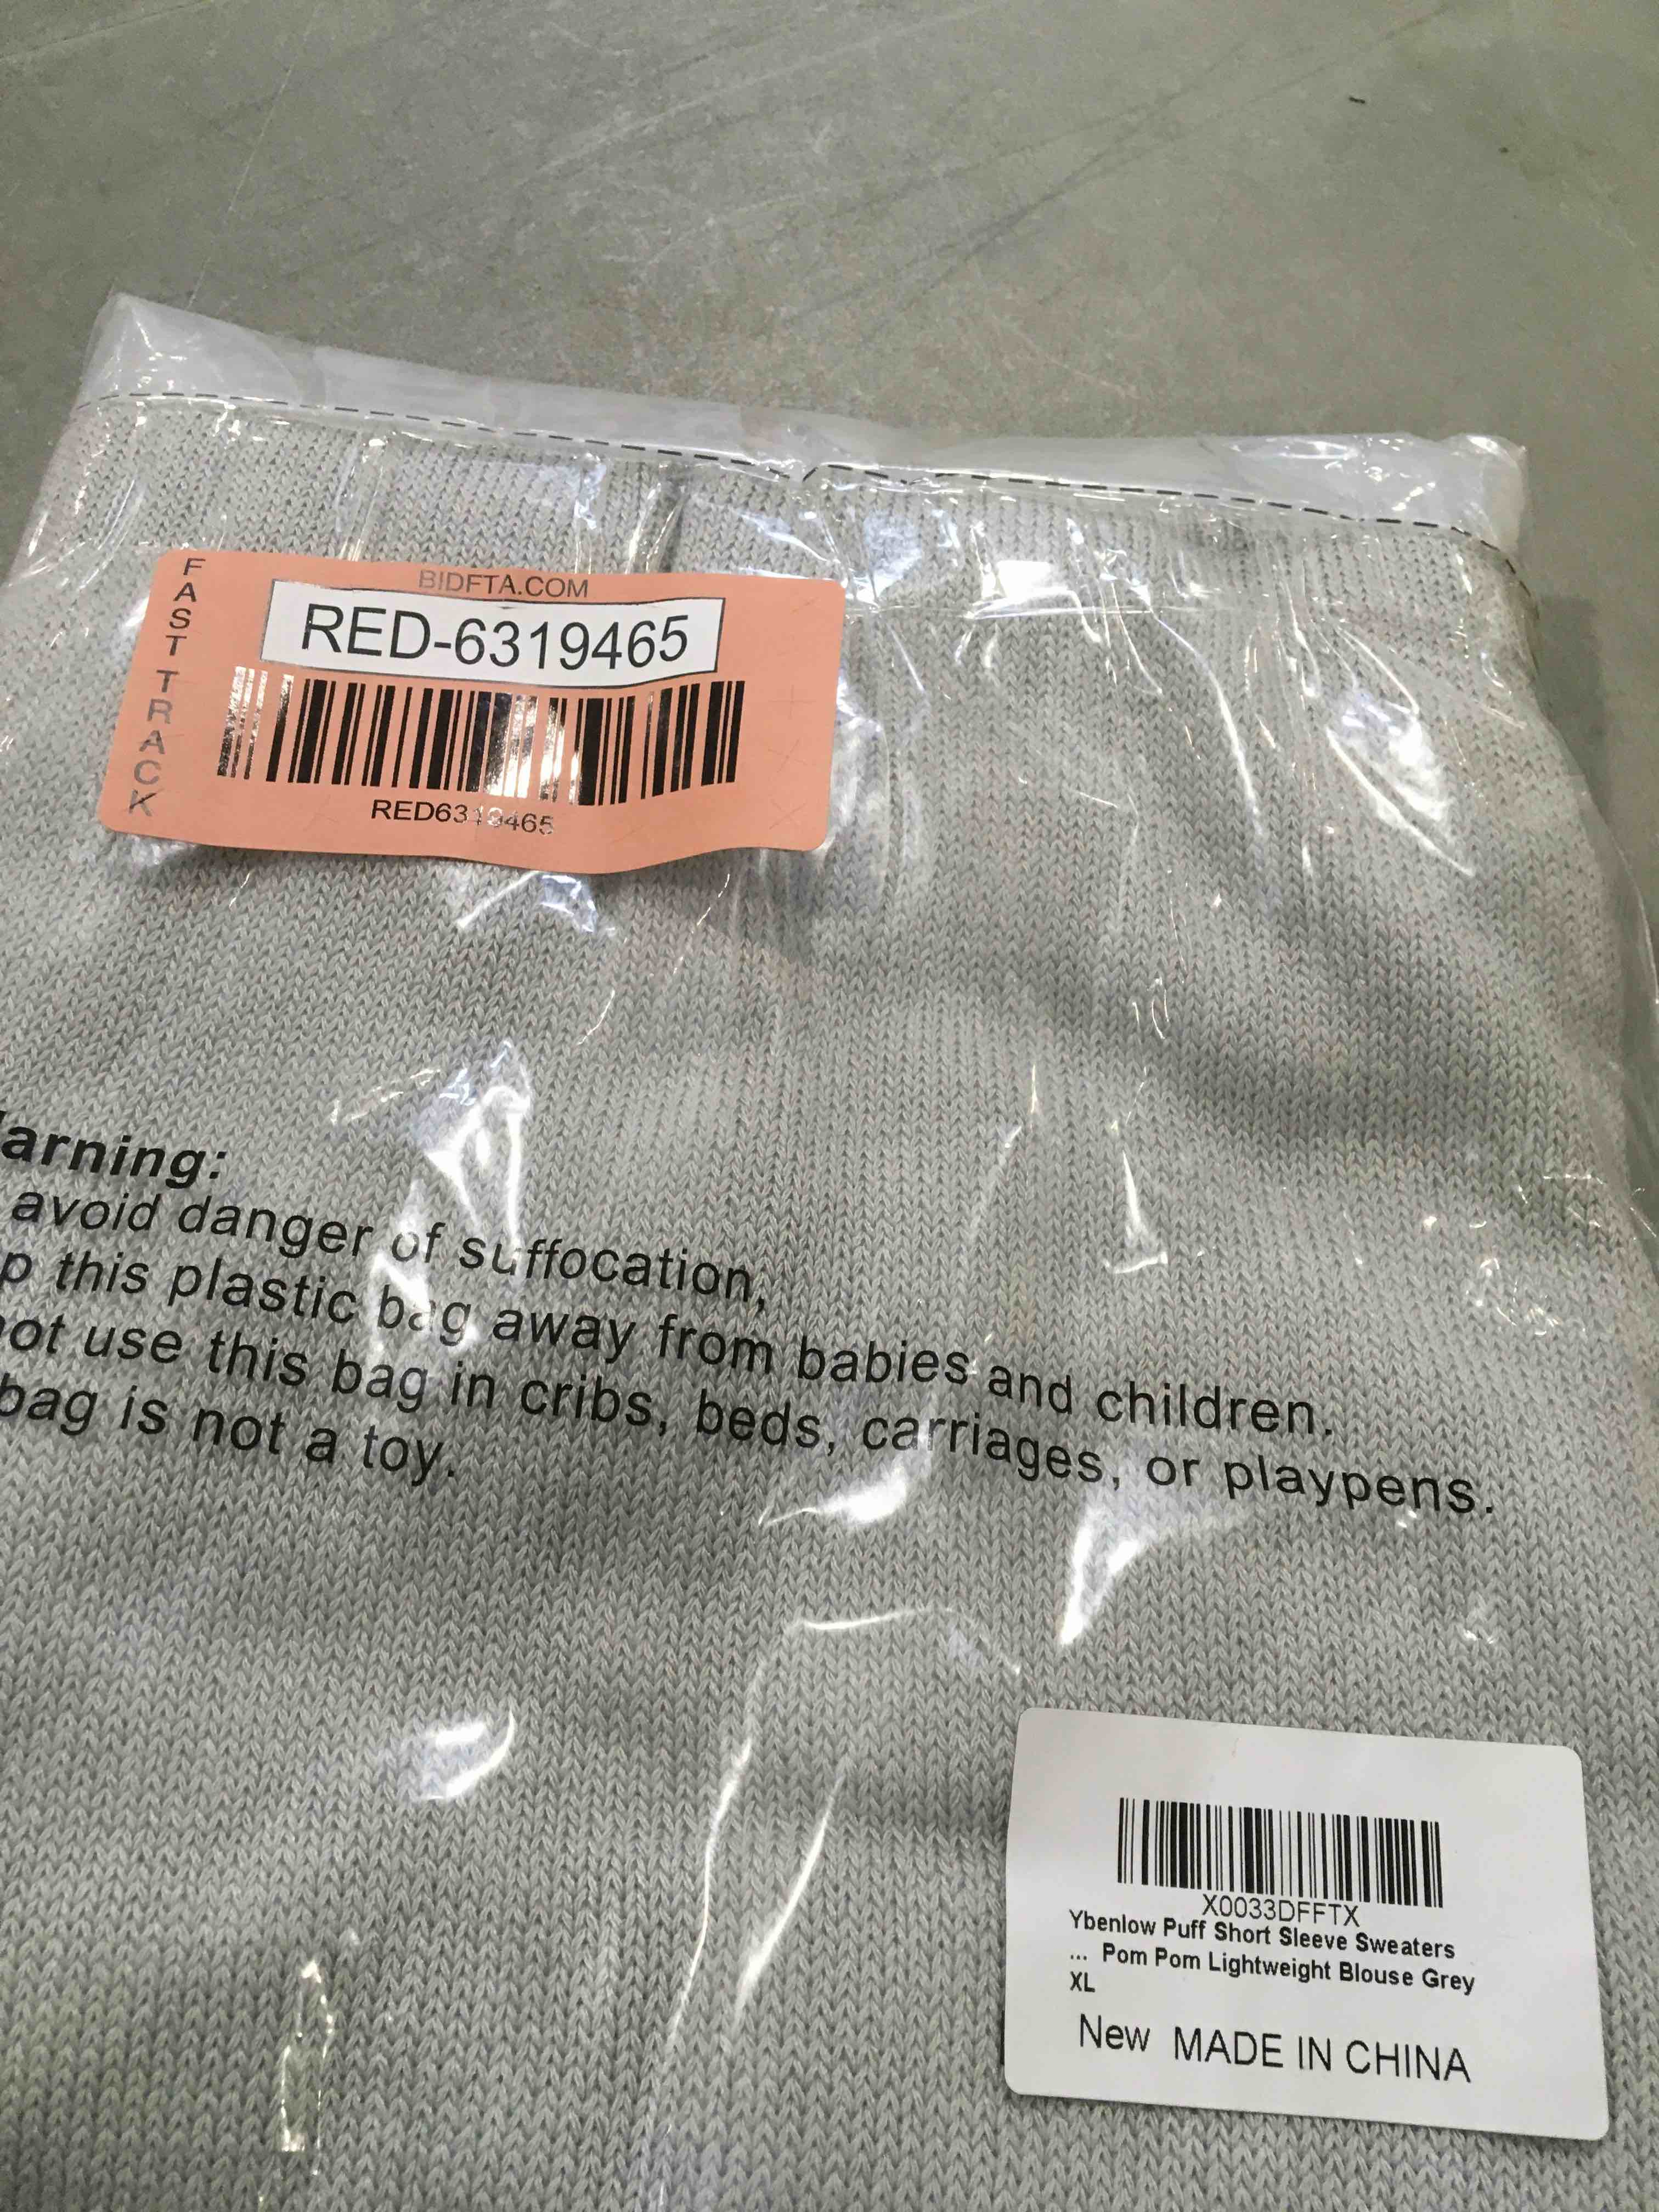 BIDFTA.COM
FAST TRACK
RED-6319465
RED6319465
arning:
avoid danger of suffocation,
p this plastic bag away from babies and children.
not use this bag in cribs, beds, carriages, or playpens.
bag is not a toy.
X0033DFFTX
Ybenlow Puff Short Sleeve Sweaters
... Pom Pom Lightweight Blouse Grey
XL
New MADE IN CHINA